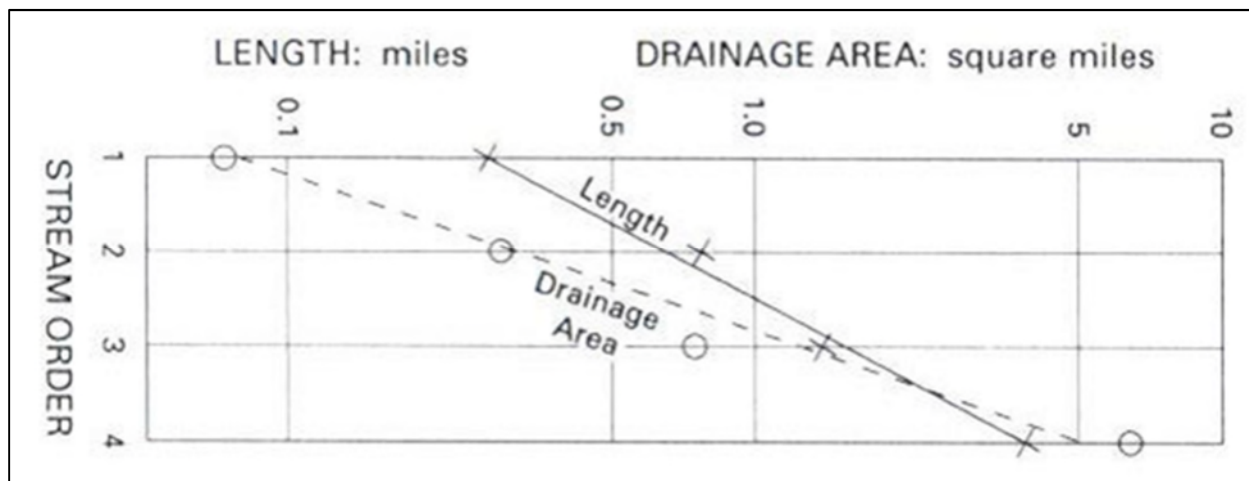 LENGTH: miles DRAINAGE AREA: square miles
0.1 0.5 1.0 5 10
STREAM ORDER
1
2
3
4
Length
Drainage
Area